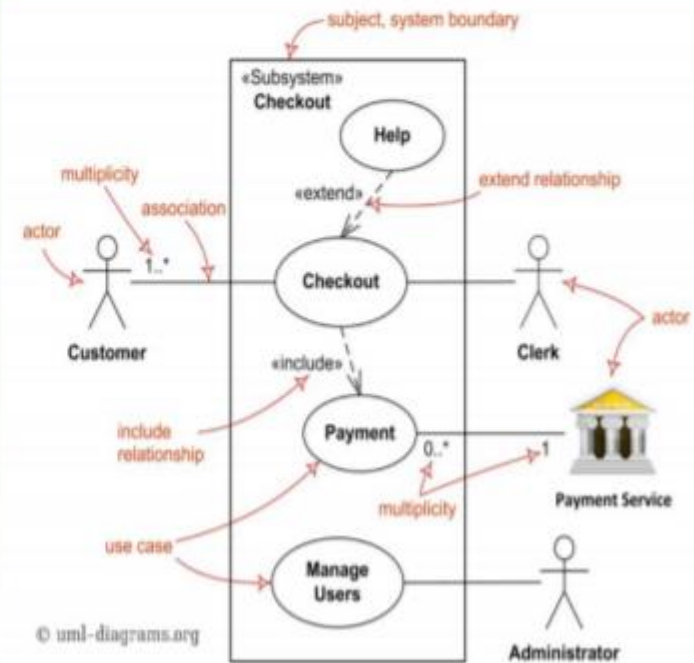 subject, system boundary
«Subsystem»
Checkout
Help
multiplicity
«extend»
extend relationship
association
actor
1..*
Checkout
actor
Customer
Clerk
«include»
include
relationship
Payment
0..*
1
multiplicity
Payment Service
use case
Manage
Users
© uml-diagrams.org
Administrator